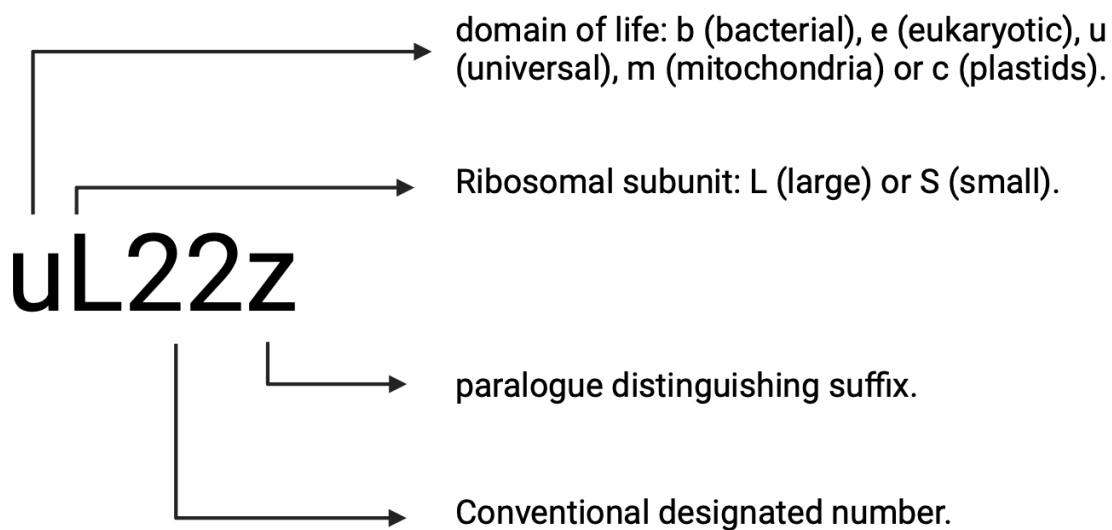 domain of life: b (bacterial), e (eukaryotic), u
(universal), m (mitochondria) or c (plastids).
Ribosomal subunit: L (large) or S (small).
uL22z
paralogue distinguishing suffix.
Conventional designated number.